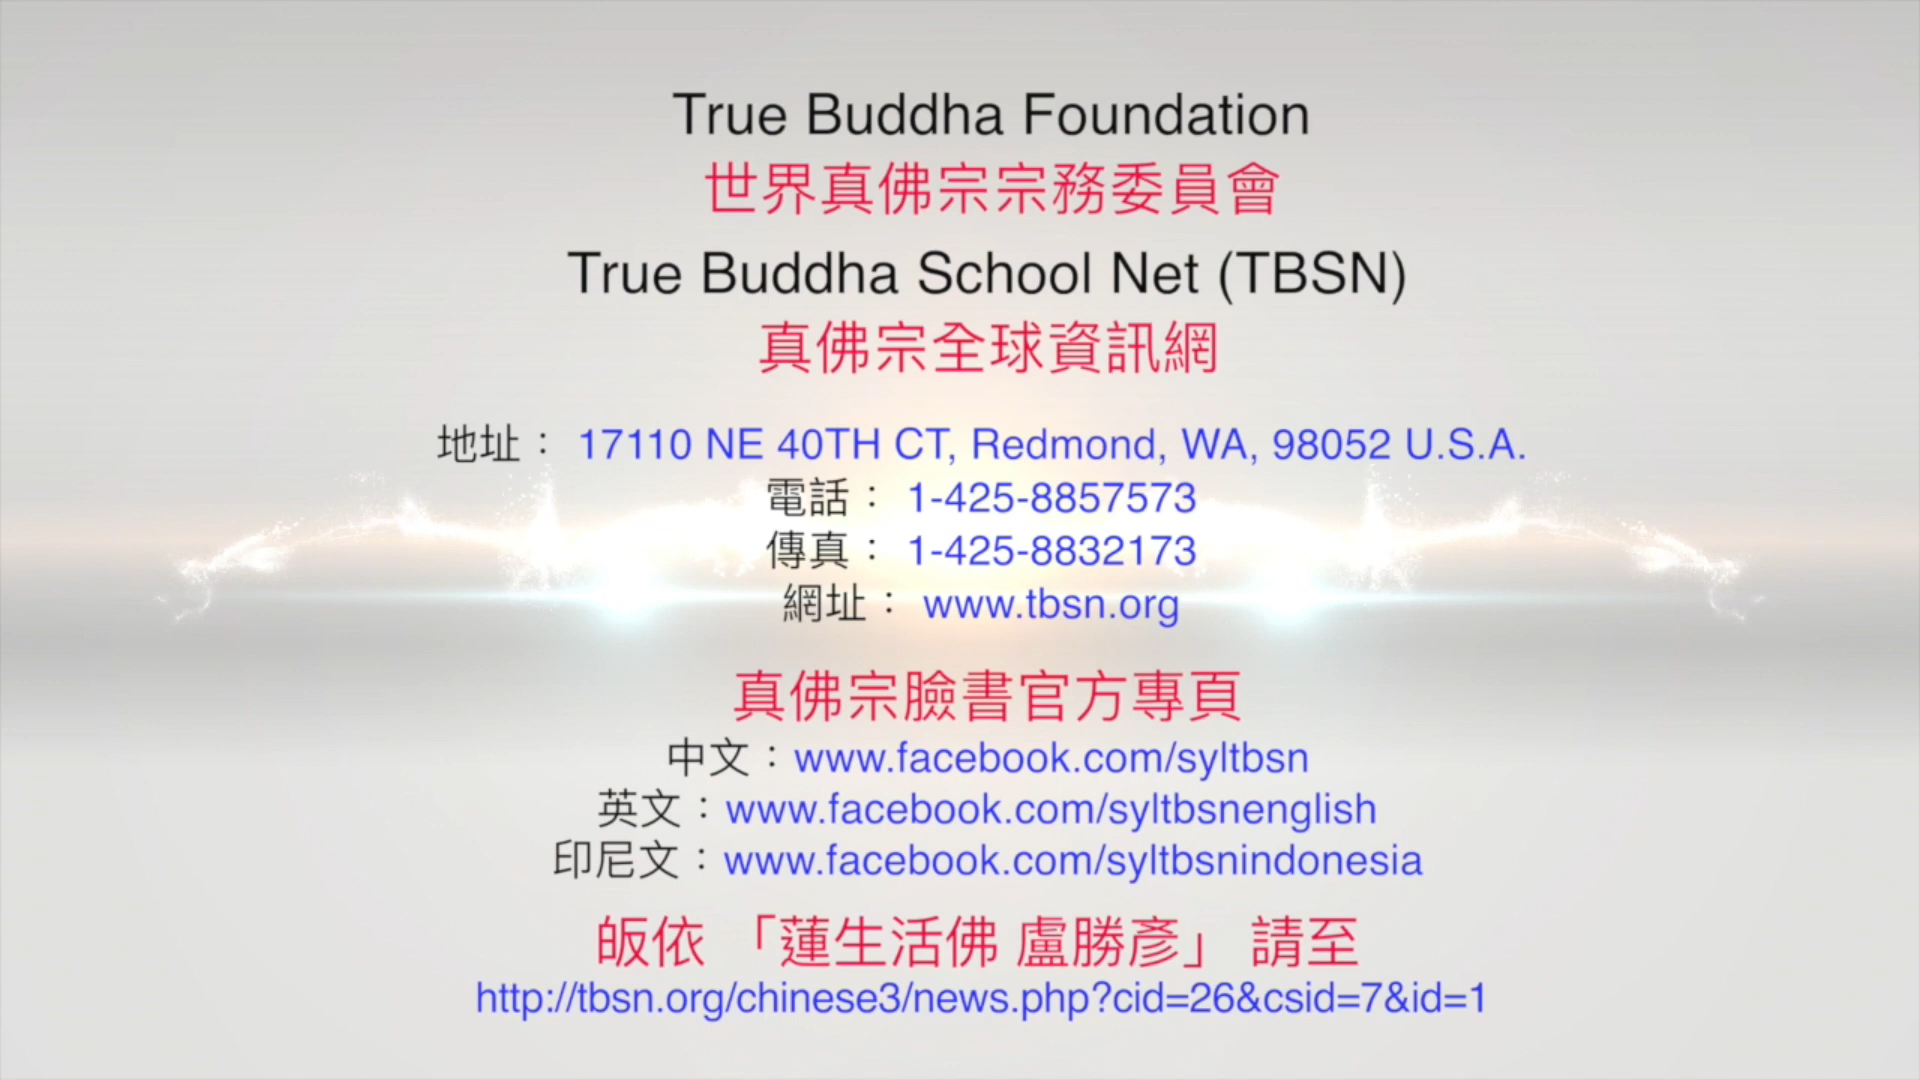 True Buddha Foundation
世界真佛宗宗務委員會
True Buddha School Net (TBSN)
真佛宗全球資訊網
地址： 17110 NE 40TH CT, Redmond, WA, 98052 U.S.A.
電話： 1-425-8857573
傳真： 1-425-8832173
網址： www.tbsn.org
真佛宗臉書官方專頁
中文：www.facebook.com/syltbsn
英文：www.facebook.com/syltbsnenglish
印尼文：www.facebook.com/syltbsnindonesia
皈依 「蓮生活佛 盧勝彥」 請至
http://tbsn.org/chinese3/news.php?cid=26&csid=7&id=1